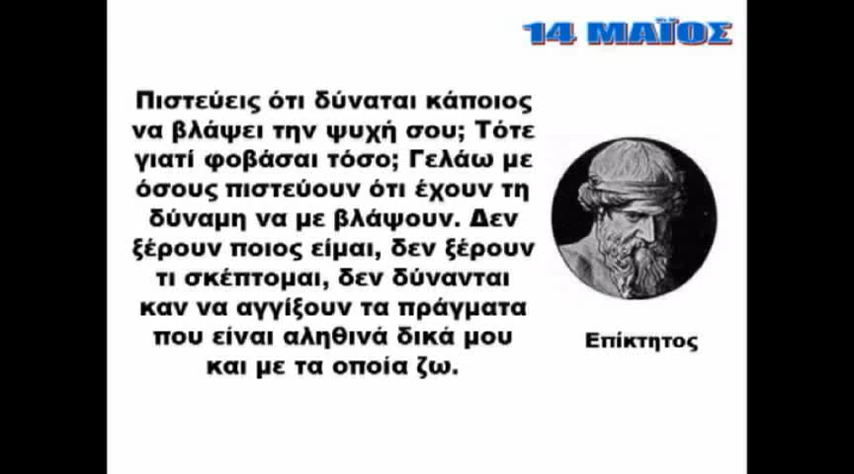 14 ΜΑΪΟΣ
Πιστεύεις ότι δύναται κάποιος
να βλάψει την ψυχή σου; Τότε
γιατί φοβάσαι τόσο; Γελάω με
όσους πιστεύουν ότι έχουν τη
δύναμη να με βλάψουν. Δεν
ξέρουν ποιος είμαι, δεν ξέρουν
τι σκέπτομαι, δεν δύνανται
καν να αγγίξουν τα πράγματα
που είναι αληθινά δικά μου
και με τα οποία ζω.
Επίκτητος